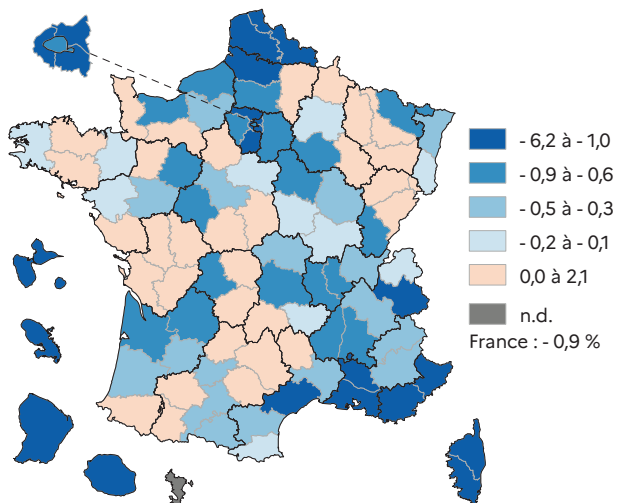 - 6,2 à - 1,0
- 0,9 à - 0,6
- 0,5 à - 0,3
- 0,2 à - 0,1
0,0 à 2,1
n.d.
France : - 0,9 %